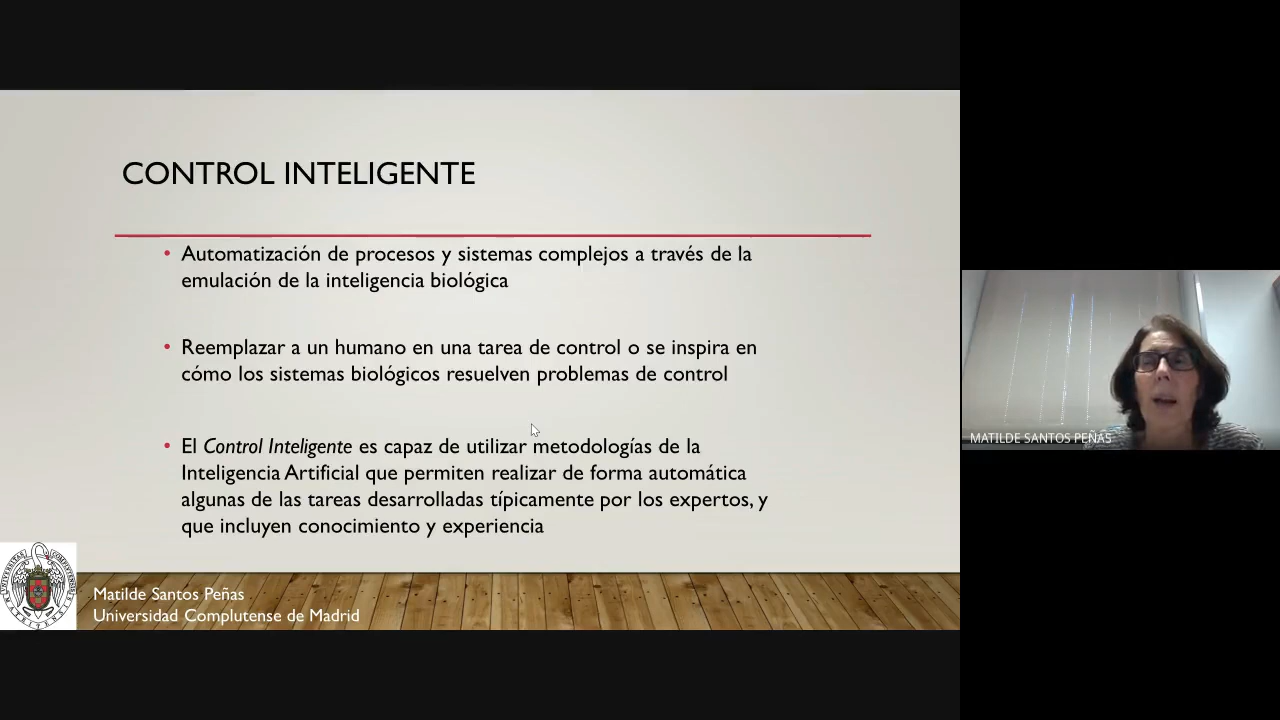 CONTROL INTELIGENTE
• Automatización de procesos y sistemas complejos a través de la
emulación de la inteligencia biológica
• Reemplazar a un humano en una tarea de control o se inspira en
cómo los sistemas biológicos resuelven problemas de control
• El Control Inteligente es capaz de utilizar metodologías de la
Inteligencia Artificial que permiten realizar de forma automática
algunas de las tareas desarrolladas típicamente por los expertos, y
que incluyen conocimiento y experiencia
Matilde Santos Peñas
Universidad Complutense de Madrid
MATILDE SANTOS PEÑAS